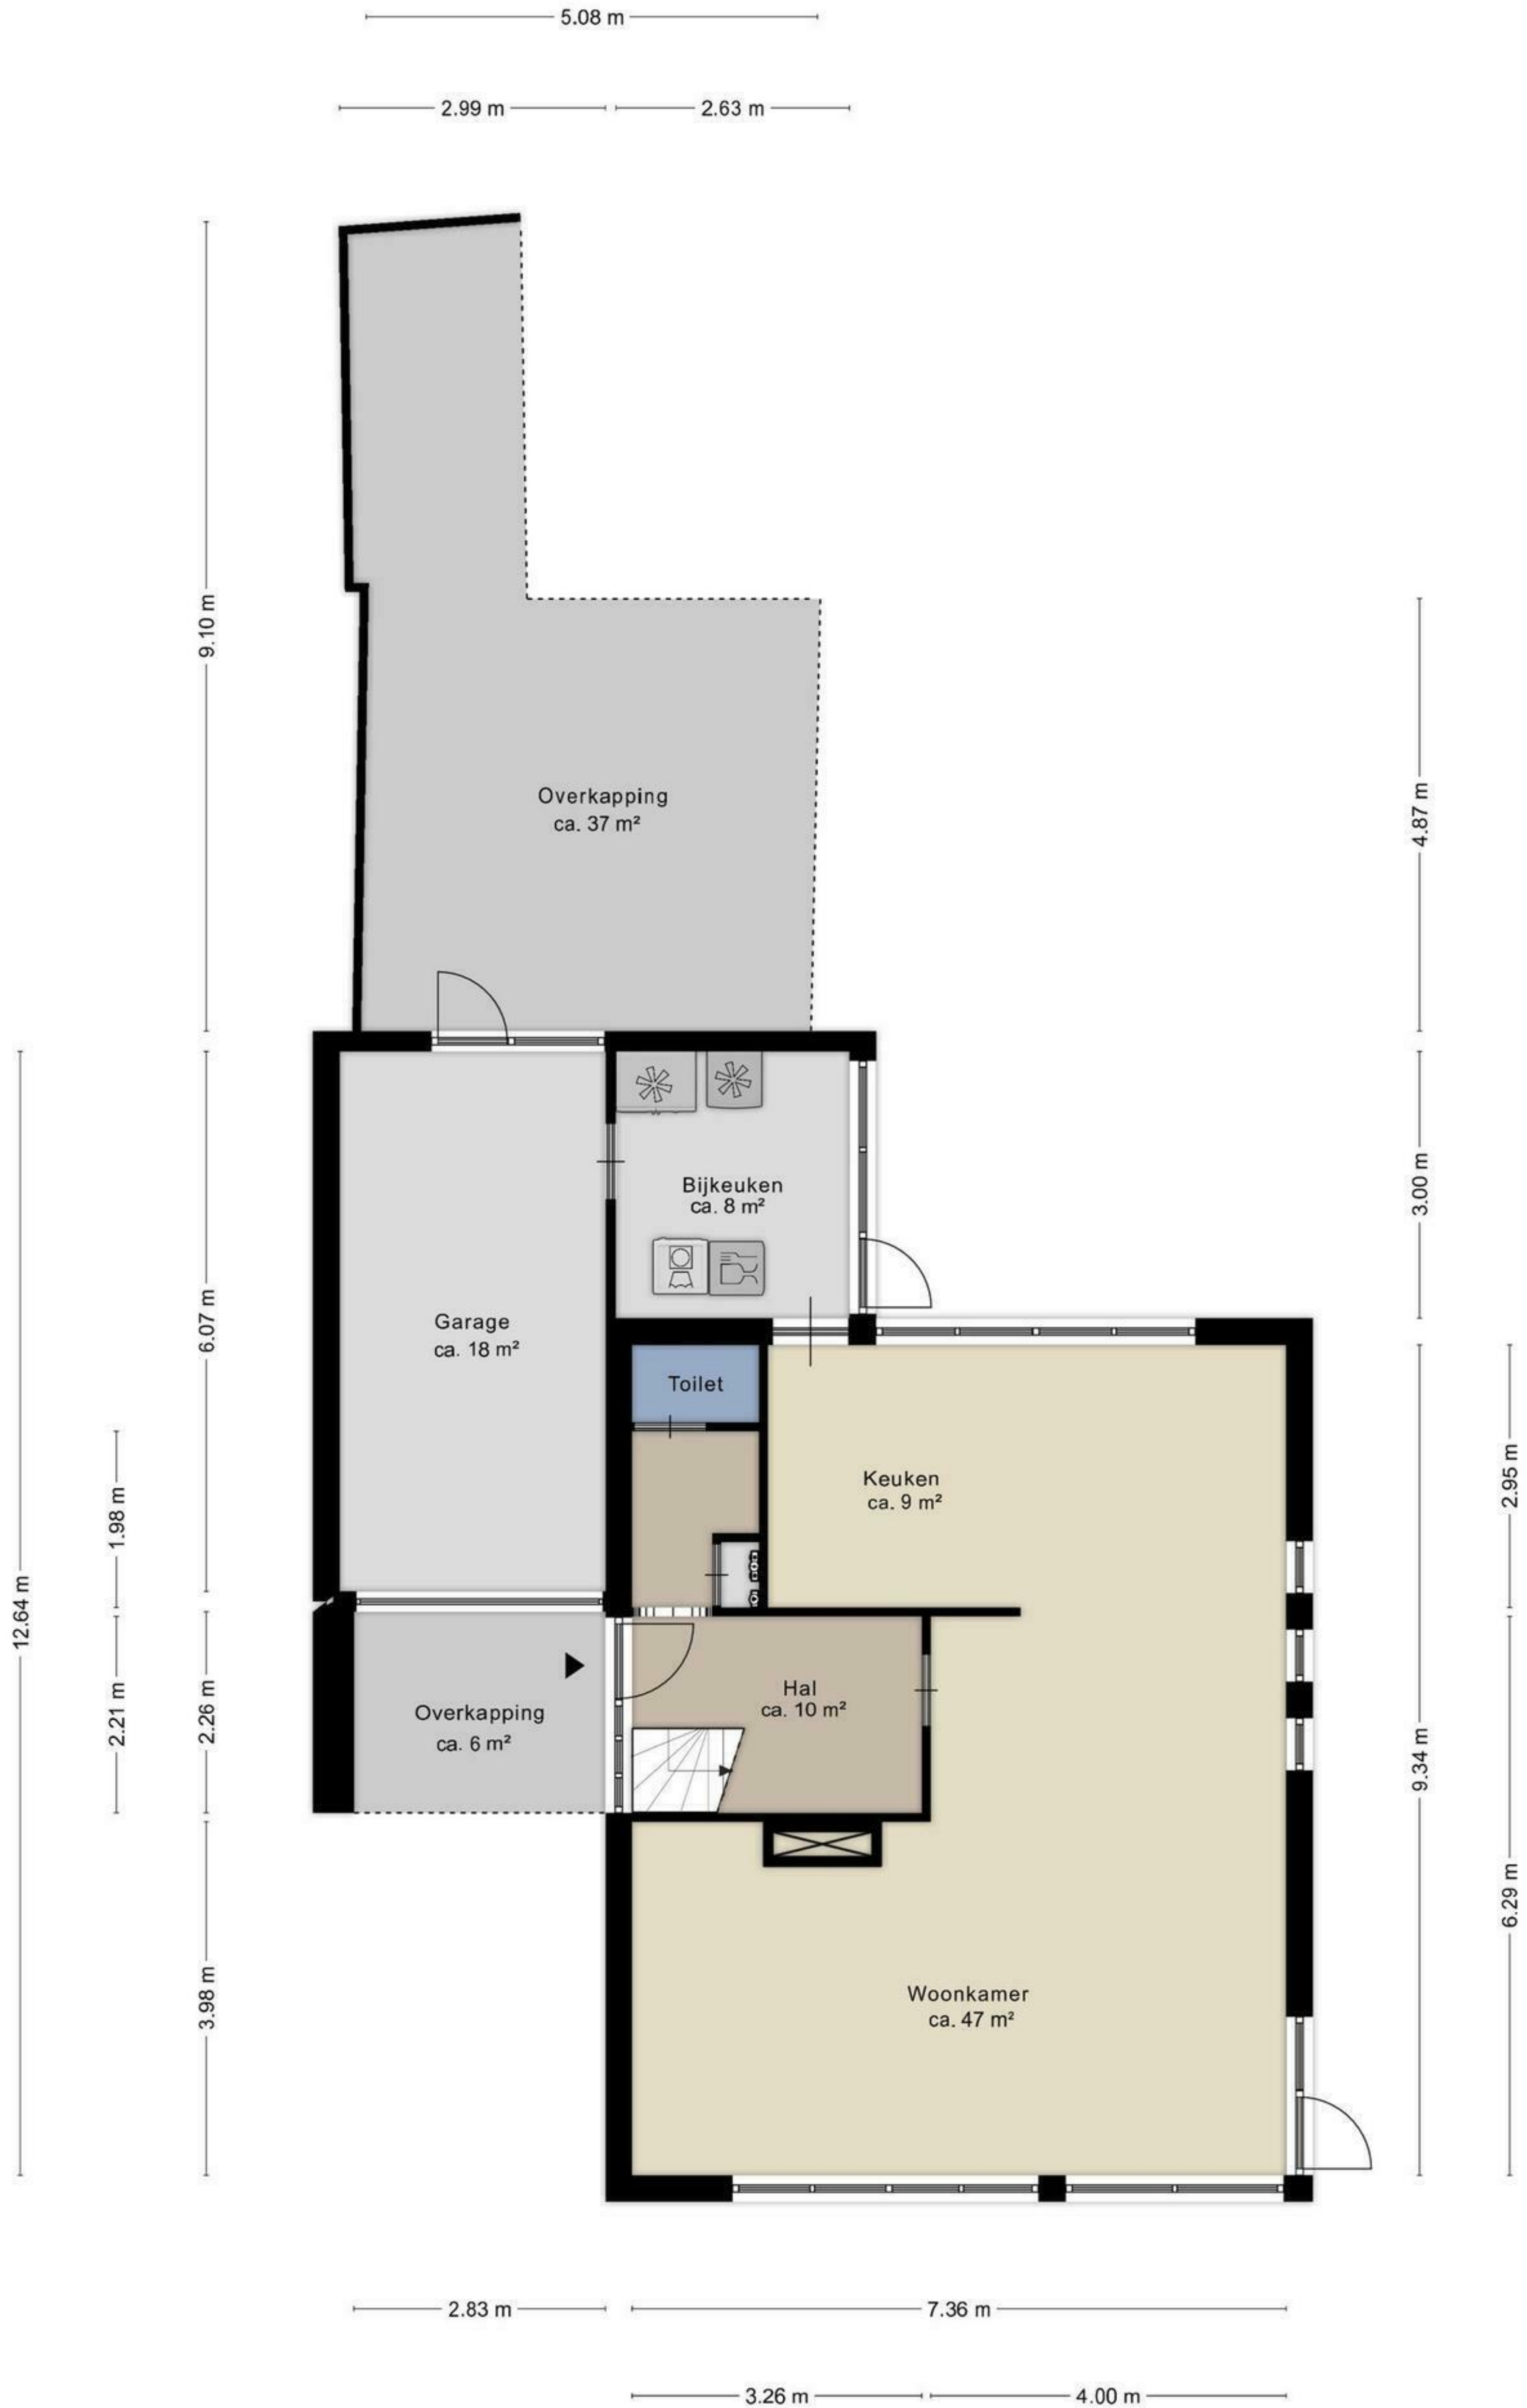 5.08 m
2.99 m
2.63 m
9.10 m
4.87 m
Overkapping
ca. 37 m²
12.64 m
6.07 m
3.00 m
Bijkeuken
ca. 8 m²
Garage
ca. 18 m²
Toilet
Keuken
ca. 9 m²
1.98 m
2.95 m
2.21 m
2.26 m
Overkapping
ca. 6 m²
Hal
ca. 10 m²
9.34 m
6.29 m
3.98 m
Woonkamer
ca. 47 m²
2.83 m
7.36 m
3.26 m
4.00 m